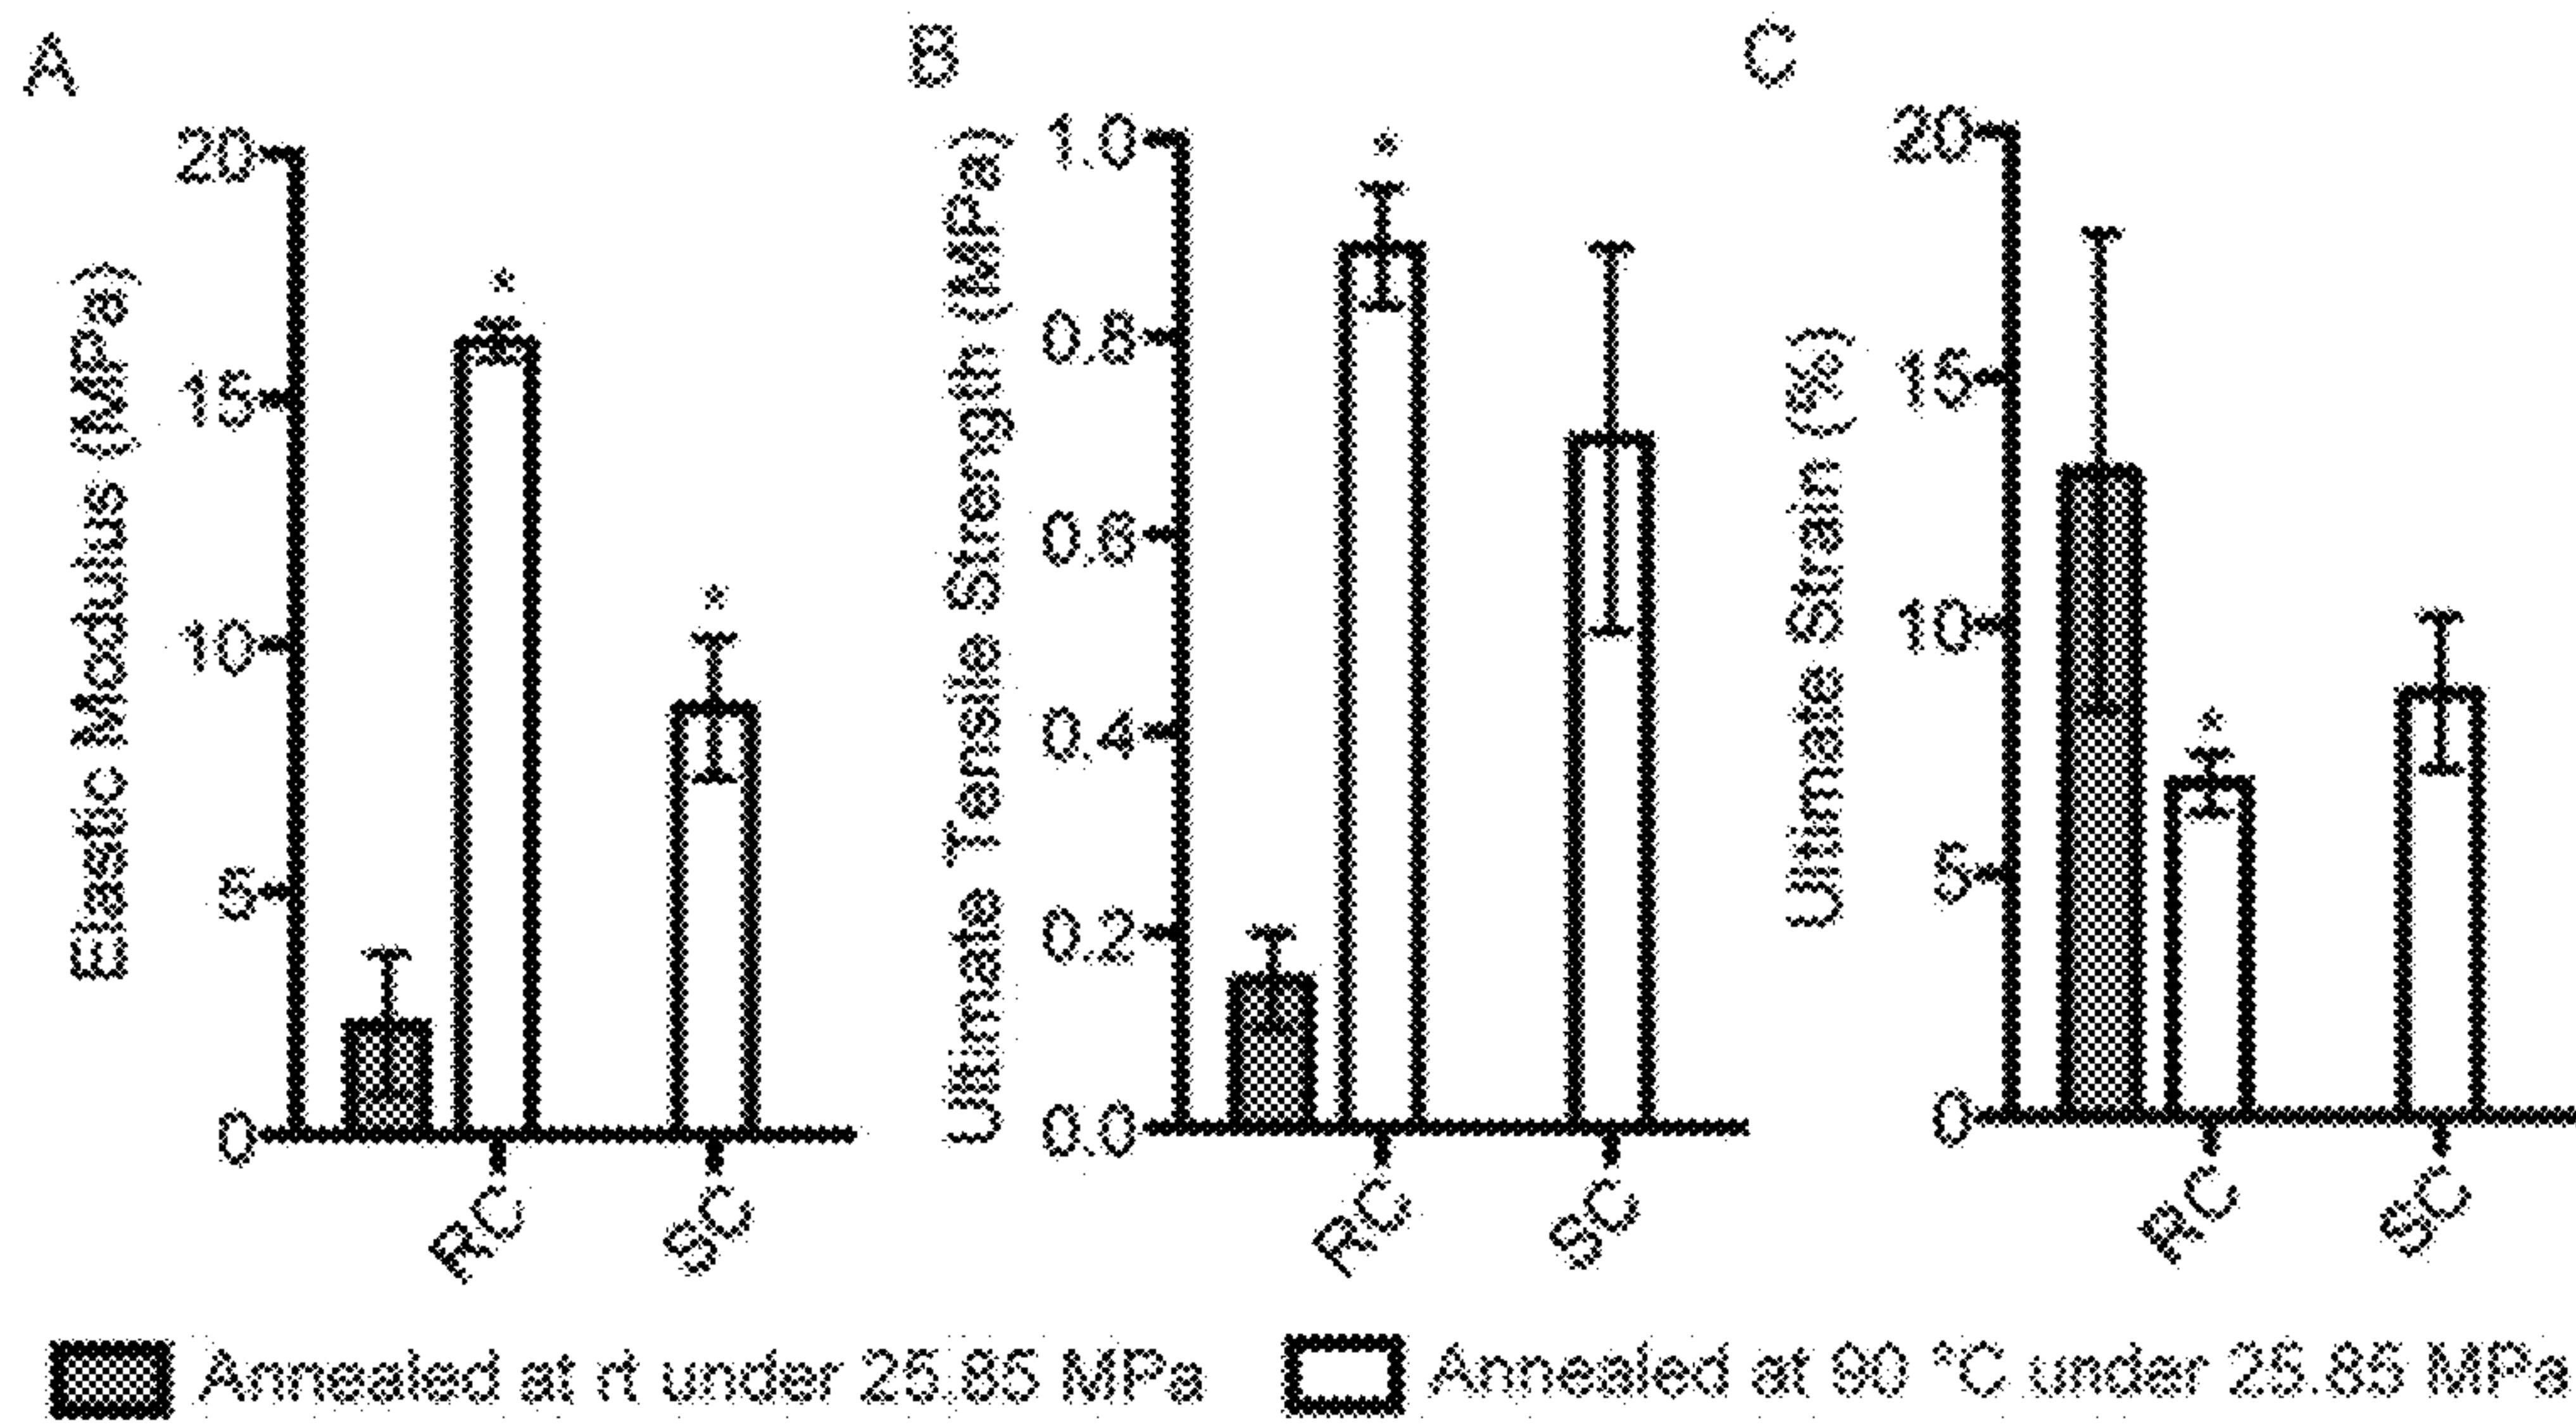 A
B
C
Elastic Modulus (MPa)
20
15
10
5
0
*
*
RC
SC
Ultimate Tensile Strength (MPa)
1.0
0.8
0.6
0.4
0.2
0.0
*
RC
SC
Ultimate Strain (%)
20
15
10
5
0
*
RC
SC
Annealed at rt under 25.85 MPa
Annealed at 90 °C under 25.85 MPa